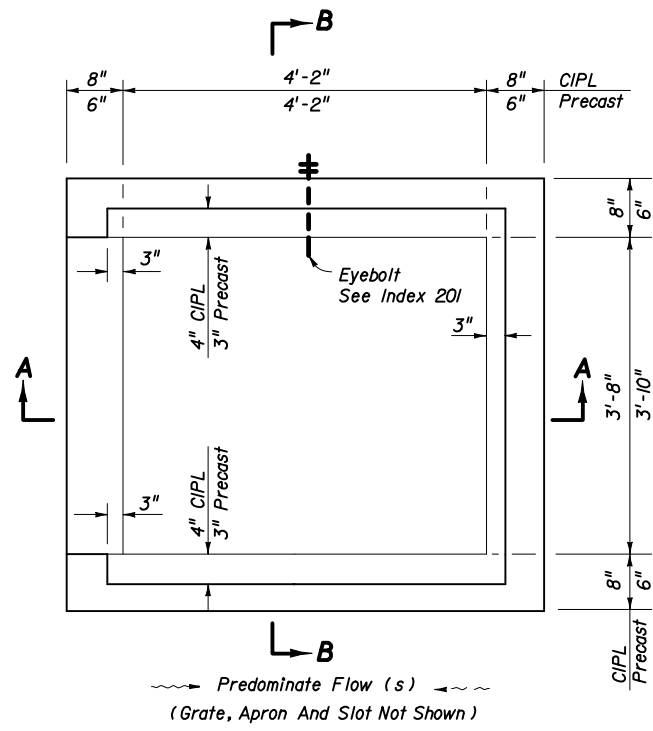 B
8" 4'-2" 8" CIPL
6" 4'-2" 6" Precast
8" 6"
3"
4" CIPL
3" Precast
Eyebolt
See Index 201
3"
A
A
3'-8" 3'-10"
3"
4" CIPL
3" Precast
8" 6"
CIPL
Precast
B
Predominate Flow (s)
(Grate, Apron And Slot Not Shown)